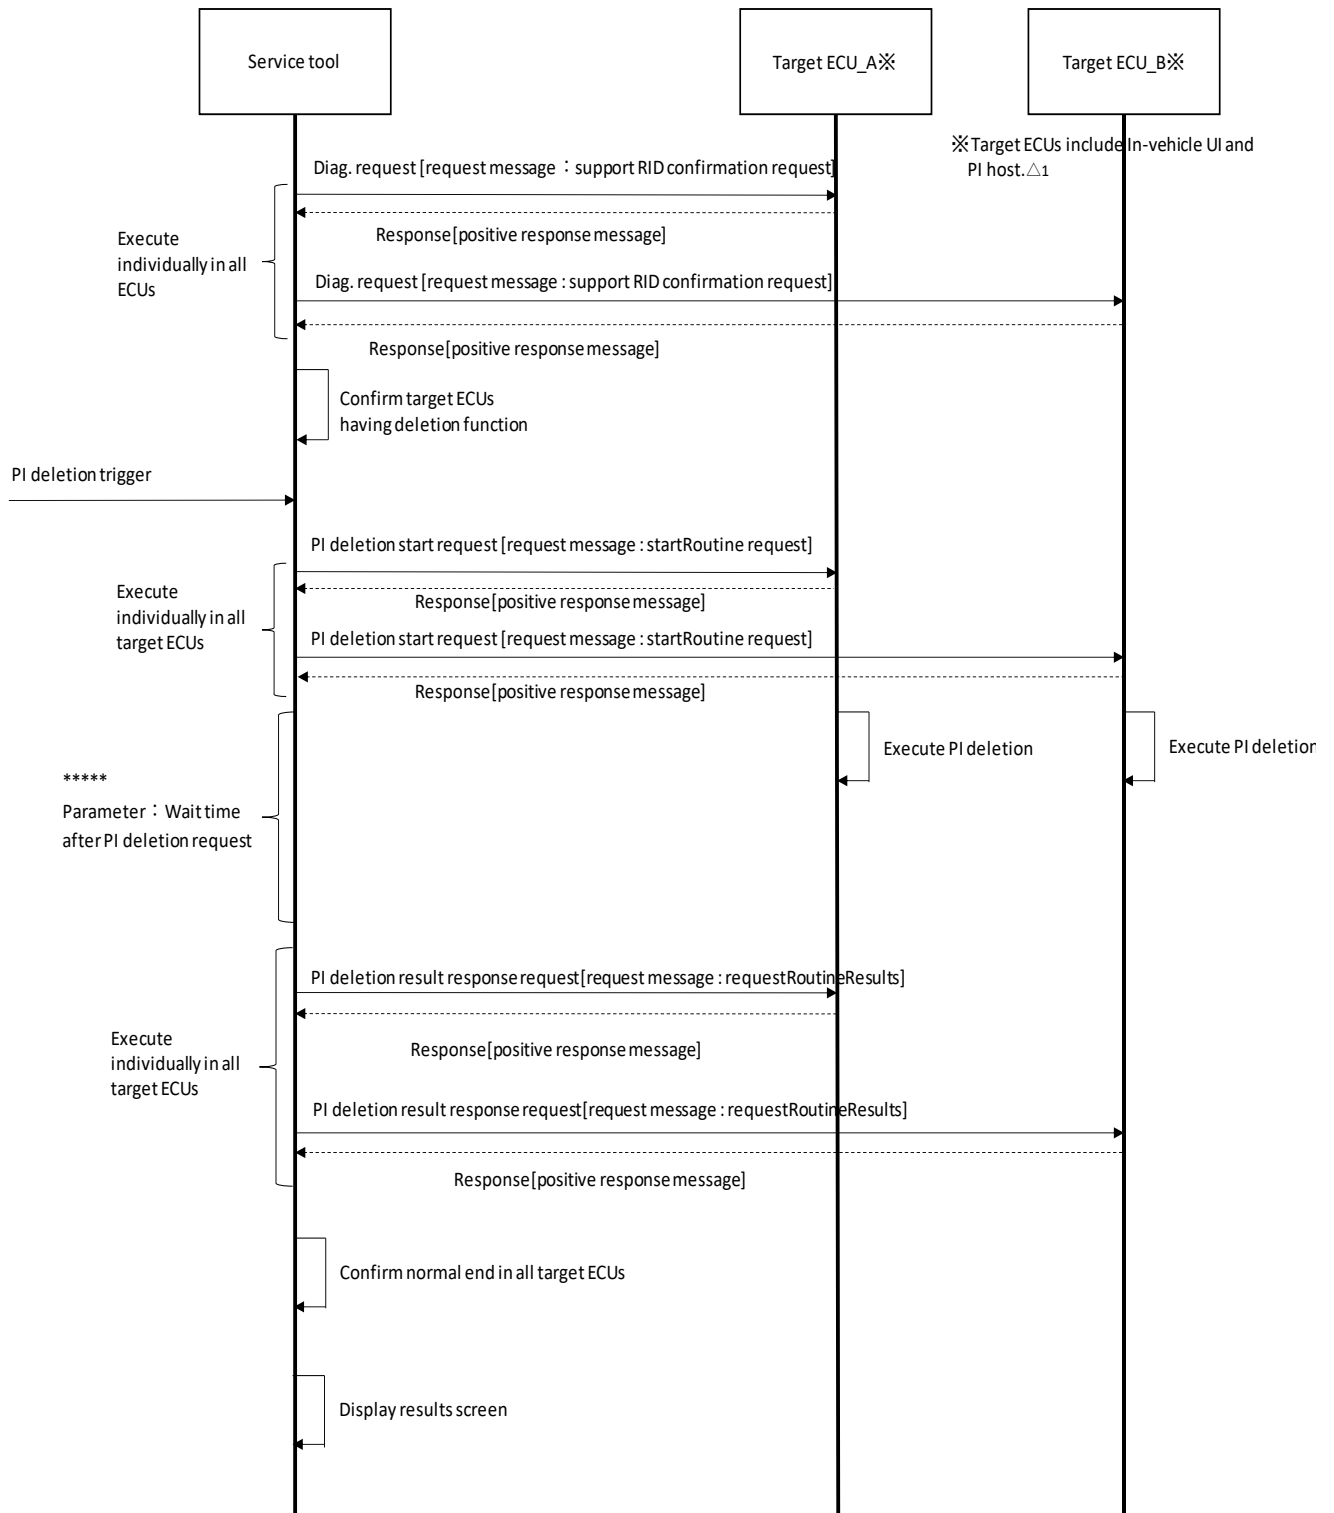 Service tool
Target ECU_A※
Target ECU_B※
※Target ECUs include In-vehicle UI and
PI host.△1
Diag. request [request message：support RID confirmation request]
Response[positive response message]
Execute
individually in all
ECUs
Diag. request [request message : support RID confirmation request]
Response[positive response message]
Confirm target ECUs
having deletion function
PI deletion trigger
PI deletion start request [request message : startRoutine request]
Response[positive response message]
Execute
individually in all
target ECUs
PI deletion start request [request message : startRoutine request]
Response[positive response message]
Execute PI deletion
Execute PI deletion
*****
Parameter：Wait time
after PI deletion request
PI deletion result response request[request message : requestRoutineResults]
Response[positive response message]
Execute
individually in all
target ECUs
PI deletion result response request[request message : requestRoutineResults]
Response[positive response message]
Confirm normal end in all target ECUs
Display results screen